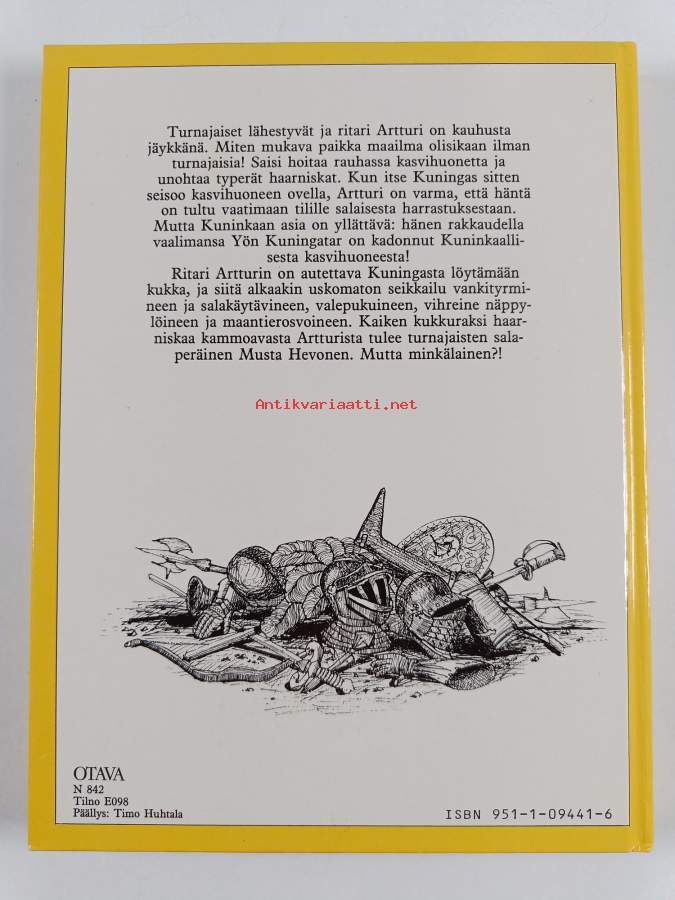 Turnajaiset lähestyvät ja ritari Artturi on kauhusta
jäykkänä. Miten mukava paikka maailma olisikaan ilman
turnajaisia! Saisi hoitaa rauhassa kasvihuonetta ja
unohtaa typerät haarniskat. Kun itse Kuningas sitten
seisoo kasvihuoneen ovella, Artturi on varma, että häntä
on tultu vaatimaan tilille salaisesta harrastuksestaan.
Mutta Kuninkaan asia on yllättävä: hänen rakkaudella
vaalimansa Yön Kuningatar on kadonnut Kuninkaalli-
sesta kasvihuoneesta!
Ritari Artturin on autettava Kuningasta löytämään
kukka, ja siitä alkaakin uskomaton seikkailu vankityrmi-
neen ja salakäytävineen, valepukuineen, vihreine näppy-
löineen ja maantierosvoineen. Kaiken kukkuraksi haar-
niskaa kammoavasta Artturista tulee turnajaisten sala-
peräinen Musta Hevonen. Mutta minkälainen?!
Antikvariaatti.net
OTAVA
N 842
Tilno E098
Päällys: Timo Huhtala
ISBN 951-1-09441-6